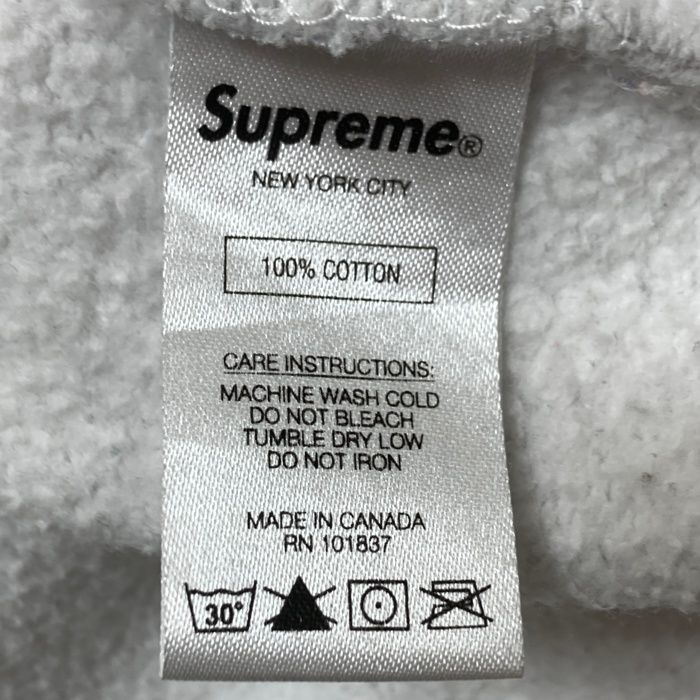 Supreme®
NEW YORK CITY
100% COTTON
CARE INSTRUCTIONS:
MACHINE WASH COLD
DO NOT BLEACH
TUMBLE DRY LOW
DO NOT IRON
MADE IN CANADA
RN 101837
30°